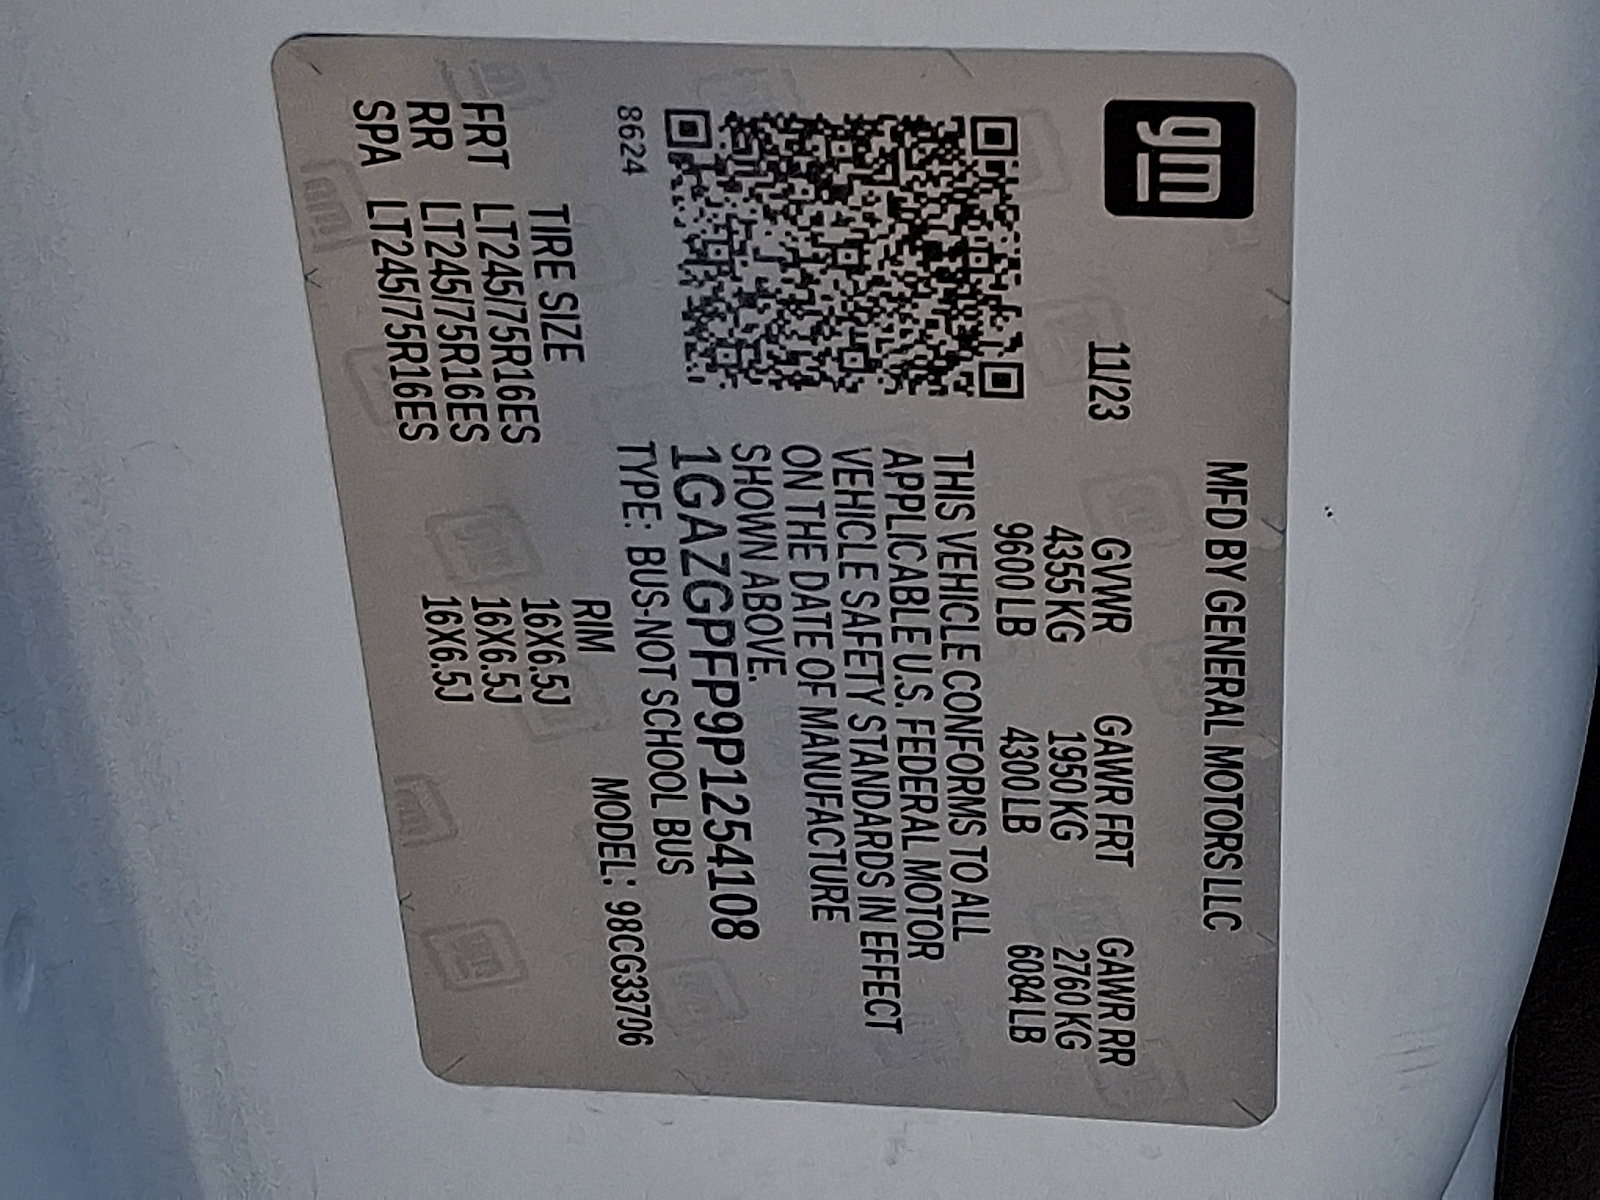 gm
MFD BY GENERAL MOTORS LLC
11/23 GVWR GAWR FRT GAWR RR
4355 KG 1950 KG 2760 KG
9600 LB 4300 LB 6084 LB
THIS VEHICLE CONFORMS TO ALL
APPLICABLE U.S. FEDERAL MOTOR
VEHICLE SAFETY STANDARDS IN EFFECT
ON THE DATE OF MANUFACTURE
SHOWN ABOVE.
1GAZGPFP9P1254108
8624 TYPE: BUS-NOT SCHOOL BUS
MODEL: 98CG33706
TIRE SIZE RIM
FRT LT245/75R16ES 16X6.5J
RR LT245/75R16ES 16X6.5J
SPA LT245/75R16ES 16X6.5J